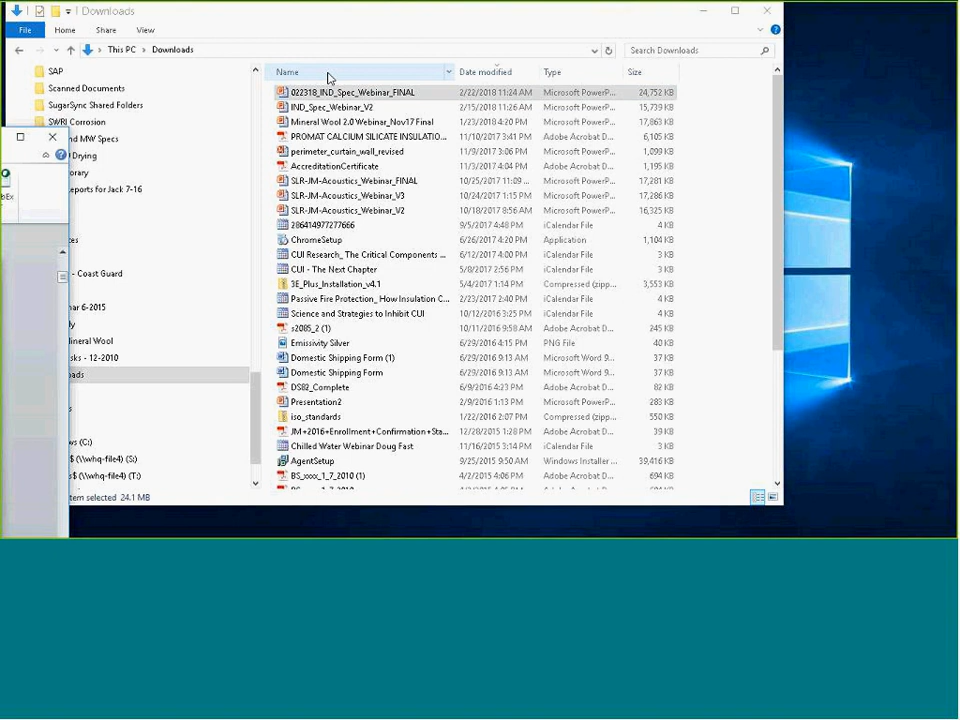 Downloads
File Home Share View
This PC > Downloads
Search Downloads
Name Date modified Type Size
SAP
Scanned Documents
SugarSync Shared Folders
SWRI Corrosion
nd MW Specs
Drying
orary
eports for Jack 7-16
es
- Coast Guard
ar 6-2015
ly
ineral Wool
sks - 12-2010
ads
s
ws (C:)
s$ (\\whq-file4) (S:)
s$ (\\whq-file4) (T:)
tem selected 24.1 MB
022318_IND_Spec_Webinar_FINAL 2/22/2018 11:24 AM Microsoft PowerP... 24,752 KB
IND_Spec_Webinar_V2 2/15/2018 11:26 AM Microsoft PowerP... 15,739 KB
Mineral Wool 2.0 Webinar_Nov17 Final 1/23/2018 4:20 PM Microsoft PowerP... 17,863 KB
PROMAT CALCIUM SILICATE INSULATIO... 11/10/2017 3:41 PM Adobe Acrobat D... 6,105 KB
perimeter_curtain_wall_revised 11/9/2017 3:06 PM Microsoft PowerP... 1,099 KB
AccreditationCertificate 11/3/2017 4:04 PM Adobe Acrobat D... 1,195 KB
SLR-JM-Acoustics_Webinar_FINAL 10/25/2017 11:09 ... Microsoft PowerP... 17,281 KB
SLR-JM-Acoustics_Webinar_V3 10/24/2017 1:15 PM Microsoft PowerP... 17,286 KB
SLR-JM-Acoustics_Webinar_V2 10/18/2017 8:56 AM Microsoft PowerP... 16,325 KB
286414977277666 9/5/2017 4:48 PM iCalendar File 4 KB
ChromeSetup 6/26/2017 4:20 PM Application 1,104 KB
CUI Research_ The Critical Components ... 6/12/2017 4:00 PM iCalendar File 3 KB
CUI - The Next Chapter 5/8/2017 2:56 PM iCalendar File 3 KB
3E_Plus_Installation_v4.1 5/4/2017 1:14 PM Compressed (zipp... 3,553 KB
Passive Fire Protection_ How Insulation C... 2/23/2017 2:40 PM iCalendar File 4 KB
Science and Strategies to Inhibit CUI 10/12/2016 3:25 PM iCalendar File 4 KB
s2085_2 (1) 10/11/2016 9:58 AM Adobe Acrobat D... 245 KB
Emissivity Silver 6/29/2016 4:15 PM PNG File 40 KB
Domestic Shipping Form (1) 6/29/2016 9:13 AM Microsoft Word 9... 37 KB
Domestic Shipping Form 6/29/2016 9:13 AM Microsoft Word 9... 37 KB
DS82_Complete 6/9/2016 4:23 PM Adobe Acrobat D... 82 KB
Presentation2 2/9/2016 1:13 PM Microsoft PowerP... 283 KB
iso_standards 1/22/2016 2:07 PM Compressed (zipp... 550 KB
JM+2016+Enrollment+Confirmation+Sta... 12/28/2015 1:28 PM Adobe Acrobat D... 39 KB
Chilled Water Webinar Doug Fast 11/16/2015 3:14 PM iCalendar File 3 KB
AgentSetup 9/25/2015 9:50 AM Windows Installer ... 39,416 KB
BS_xxxx_1_7_2010 (1) 4/2/2015 4:06 PM Adobe Acrobat D... 694 KB